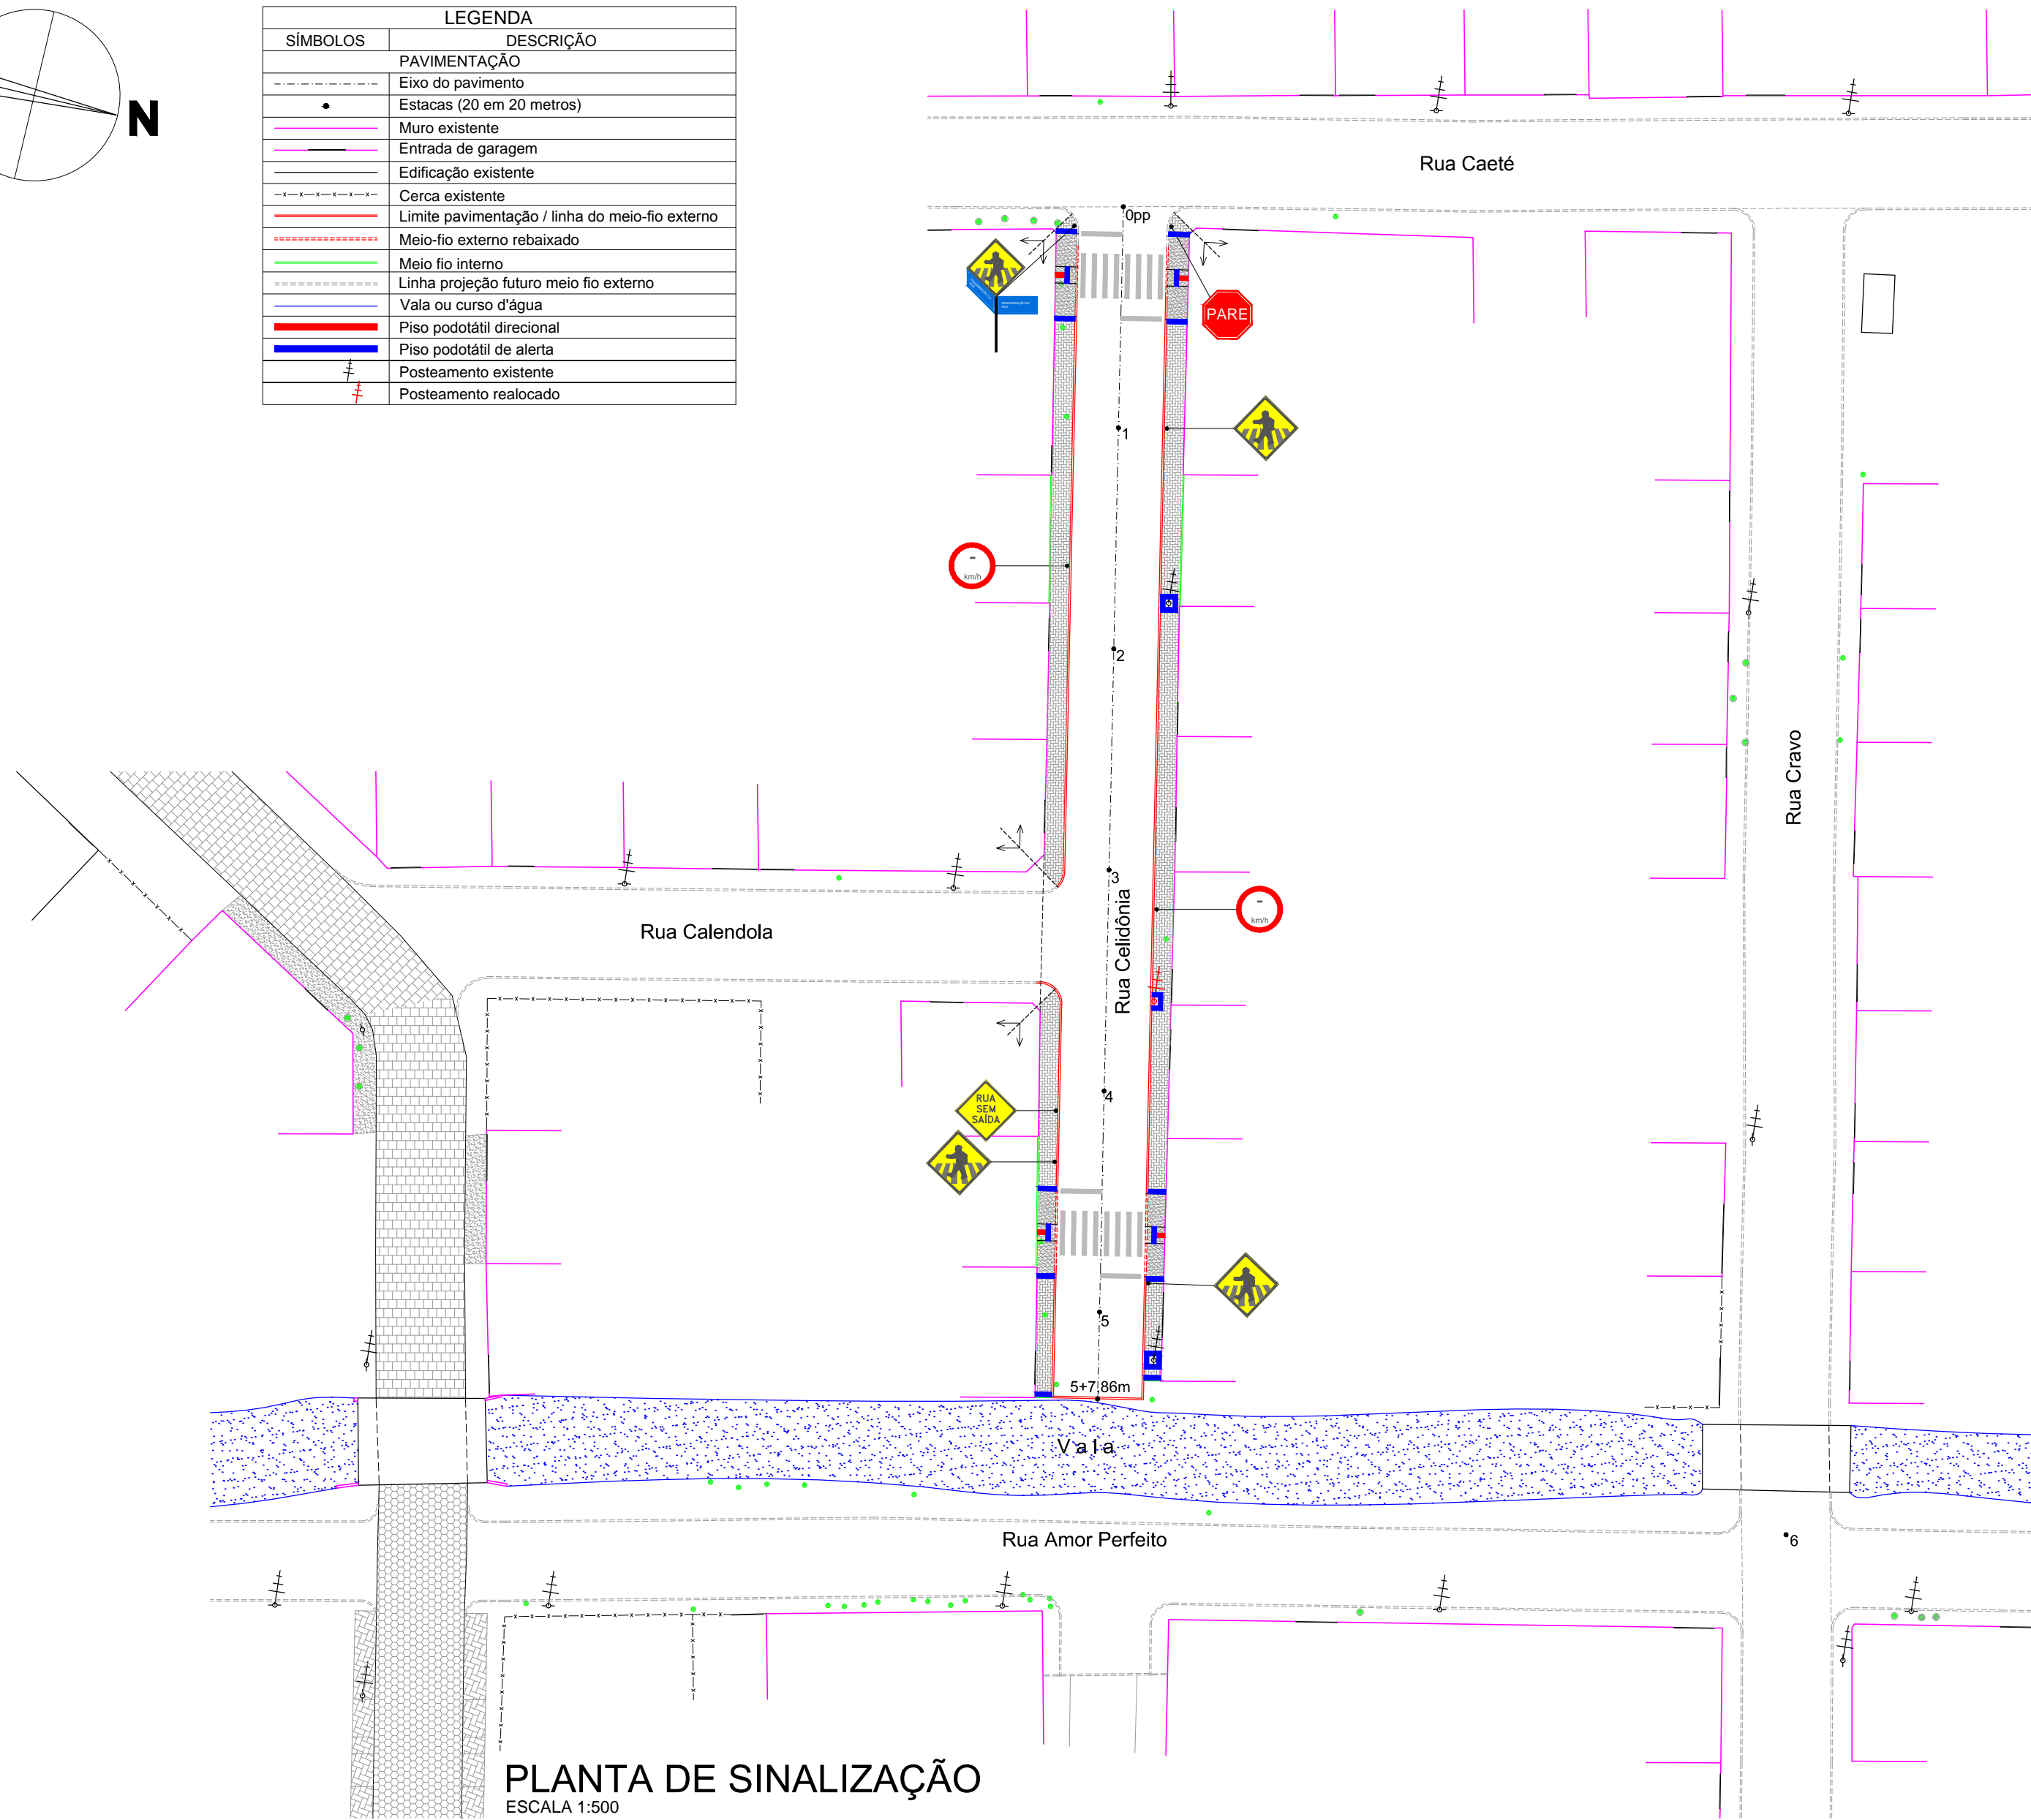 LEGENDA
SÍMBOLOS DESCRIÇÃO
PAVIMENTAÇÃO
Eixo do pavimento
Estacas (20 em 20 metros)
Muro existente
Entrada de garagem
Edificação existente
Cerca existente
Limite pavimentação / linha do meio-fio externo
Meio-fio externo rebaixado
Meio fio interno
Linha projeção futuro meio fio externo
Vala ou curso d'água
Piso podotátil direcional
Piso podotátil de alerta
Posteamento existente
Posteamento realocado
N
Rua Caeté
0pp
PARE
1
-
km/h
2
Rua Cravo
3
Rua Celidônia
-
km/h
Rua Calendola
4
RUA
SEM
SAÍDA
5
5+7,86m
Vala
Rua Amor Perfeito
6
PLANTA DE SINALIZAÇÃO
ESCALA 1:500